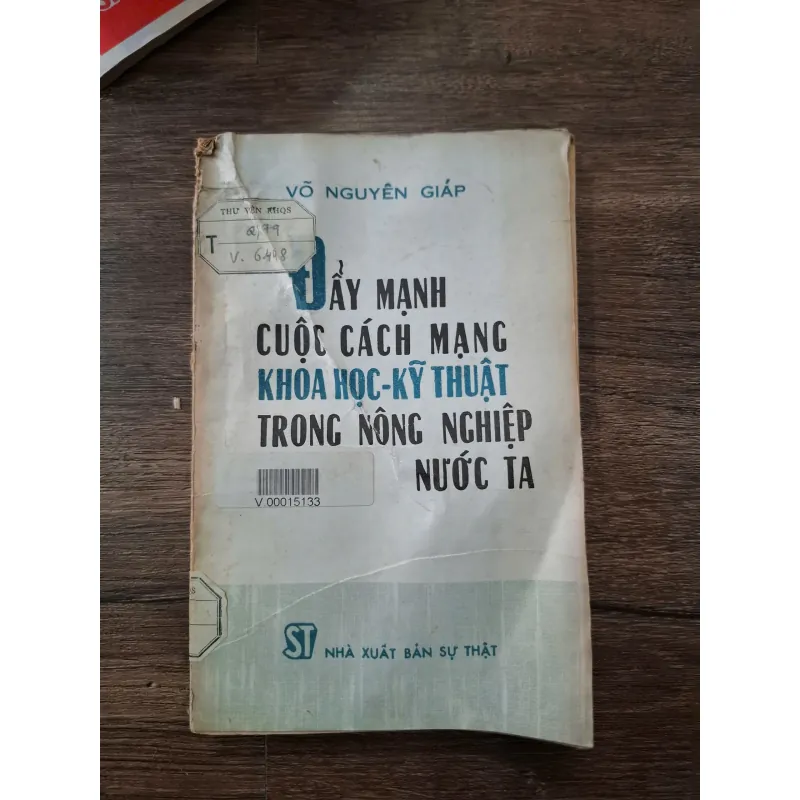 VÕ NGUYÊN GIÁP
THƯ VIỆN KHQS
T
V. 6448
ĐẨY MẠNH
CUỘC CÁCH MẠNG
KHOA HỌC-KỸ THUẬT
TRONG NÔNG NGHIỆP
NƯỚC TA
V.00015133
ST NHÀ XUẤT BẢN SỰ THẬT